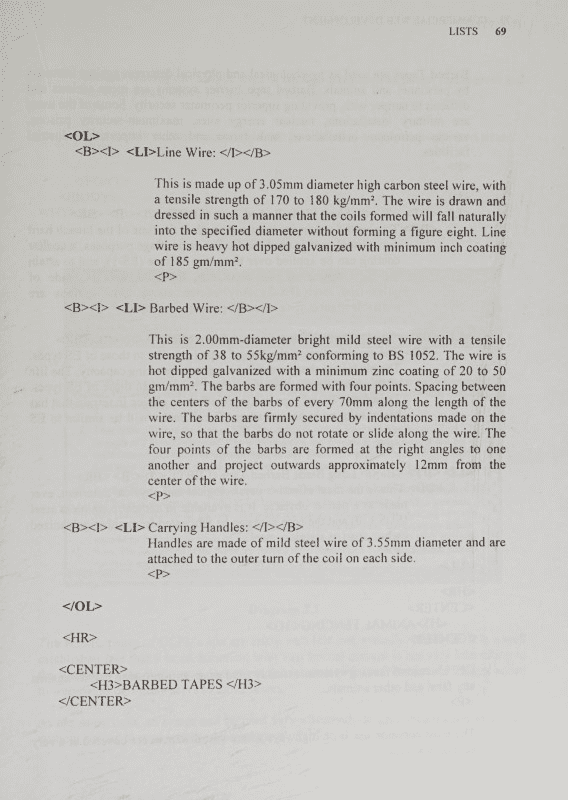 LISTS 69
<OL>
<B><I> <LI>Line Wire: </I></B>
This is made up of 3.05mm diameter high carbon steel wire, with
a tensile strength of 170 to 180 kg/mm². The wire is drawn and
dressed in such a manner that the coils formed will fall naturally
into the specified diameter without forming a figure eight. Line
wire is heavy hot dipped galvanized with minimum inch coating
of 185 gm/mm².
<P>
<B><I> <LI> Barbed Wire: </B></I>
This is 2.00mm-diameter bright mild steel wire with a tensile
strength of 38 to 55kg/mm² conforming to BS 1052. The wire is
hot dipped galvanized with a minimum zinc coating of 20 to 50
gm/mm². The barbs are formed with four points. Spacing between
the centers of the barbs of every 70mm along the length of the
wire. The barbs are firmly secured by indentations made on the
wire, so that the barbs do not rotate or slide along the wire. The
four points of the barbs are formed at the right angles to one
another and project outwards approximately 12mm from the
center of the wire.
<P>
<B><I> <LI> Carrying Handles: </I></B>
Handles are made of mild steel wire of 3.55mm diameter and are
attached to the outer turn of the coil on each side.
<P>
</OL>
<HR>
<CENTER>
<H3>BARBED TAPES </H3>
</CENTER>